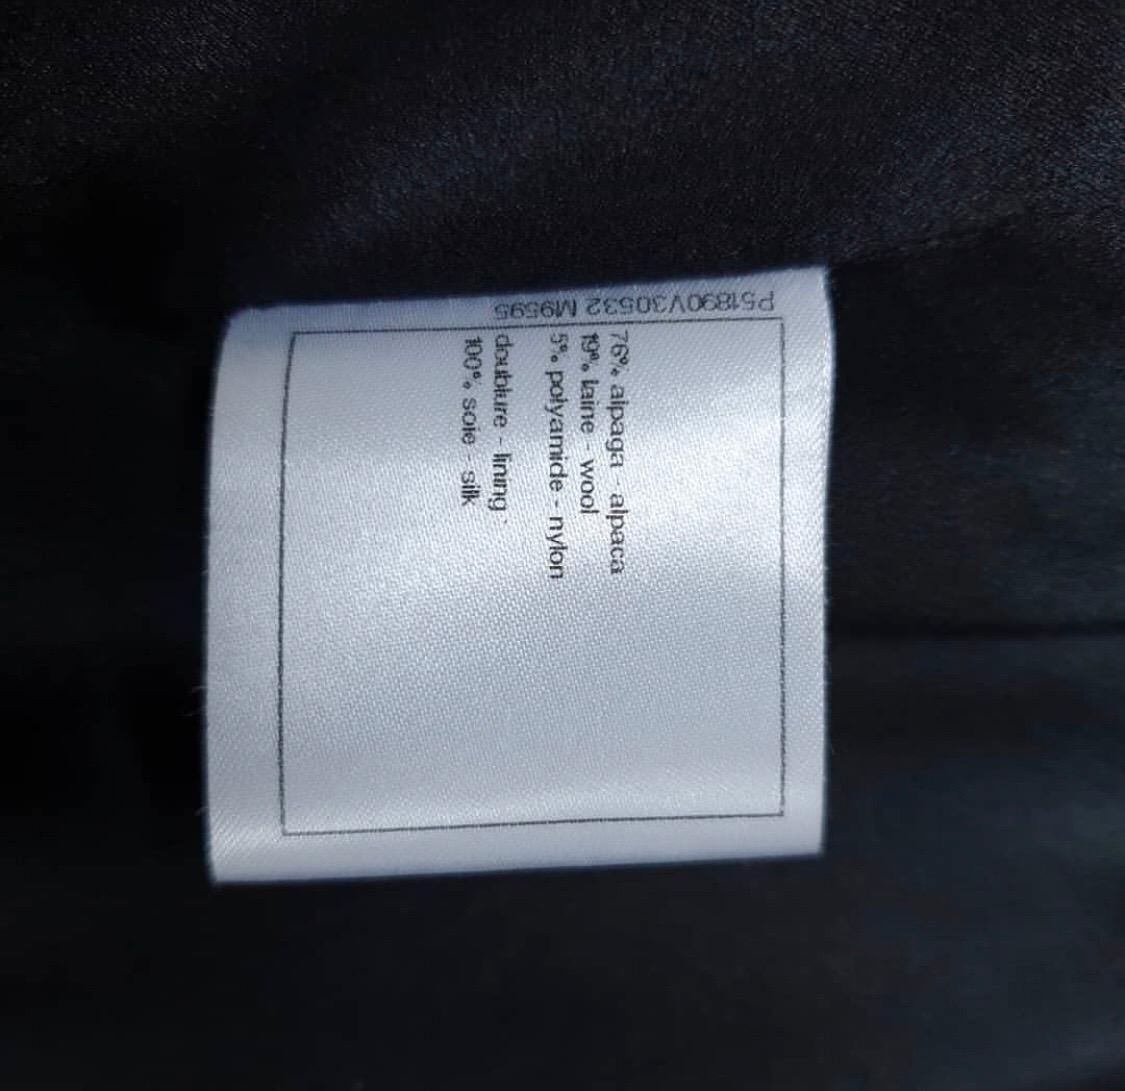 P51890V30532 M9595
76% alpaga - alpaca
19% laine - wool
5% polyamide - nylon
doublure - lining
100% soie - silk